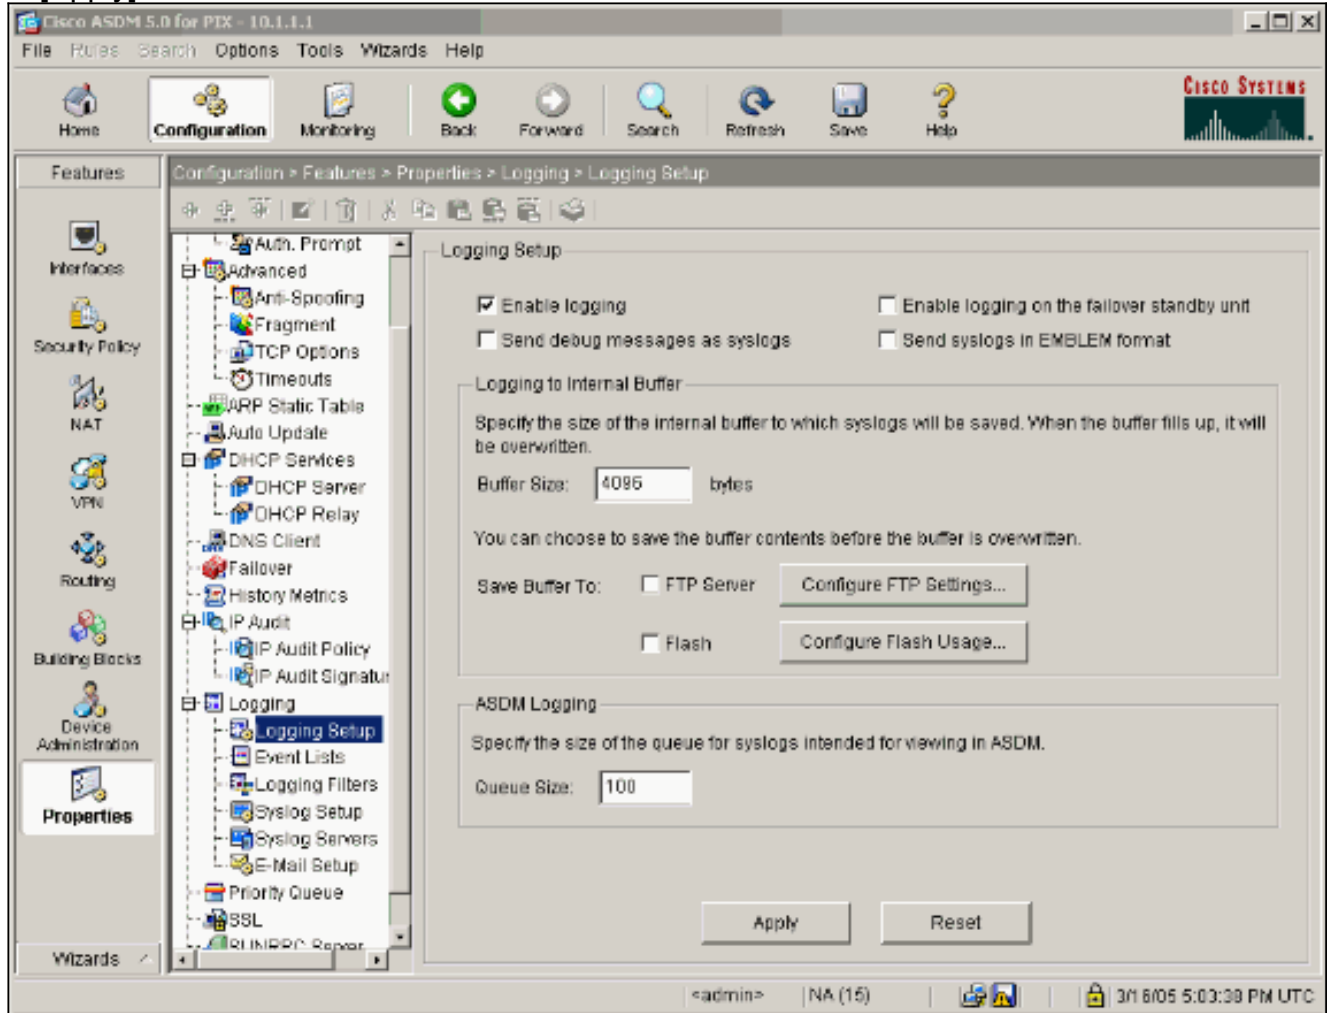 Cisco ASDM 5.0 for PIX - 10.1.1.1
File Rules Search Options Tools Wizards Help
Home Configuration Monitoring Back Forward Search Refresh Save Help
CISCO SYSTEMS
Features
Configuration > Features > Properties > Logging > Logging Setup
Interfaces
Security Policy
NAT
VPN
Routing
Building Blocks
Device Administration
Properties
Wizards
Auth. Prompt
Advanced
Anti-Spoofing
Fragment
TCP Options
Timeouts
ARP Static Table
Auto Update
DHCP Services
DHCP Server
DHCP Relay
DNS Client
Failover
History Metrics
IP Audit
IP Audit Policy
IP Audit Signatur
Logging
Logging Setup
Event Lists
Logging Filters
Syslog Setup
Syslog Servers
E-Mail Setup
Priority Queue
SSL
SUNRPC Server
Logging Setup
Enable logging
Enable logging on the failover standby unit
Send debug messages as syslogs
Send syslogs in EMBLEM format
Logging to Internal Buffer
Specify the size of the internal buffer to which syslogs will be saved. When the buffer fills up, it will
be overwritten.
Buffer Size: 4096 bytes
You can choose to save the buffer contents before the buffer is overwritten.
Save Buffer To: FTP Server Configure FTP Settings...
Flash Configure Flash Usage...
ASDM Logging
Specify the size of the queue for syslogs intended for viewing in ASDM.
Queue Size: 100
Apply Reset
<admin> NA (15) 3/16/05 5:03:38 PM UTC